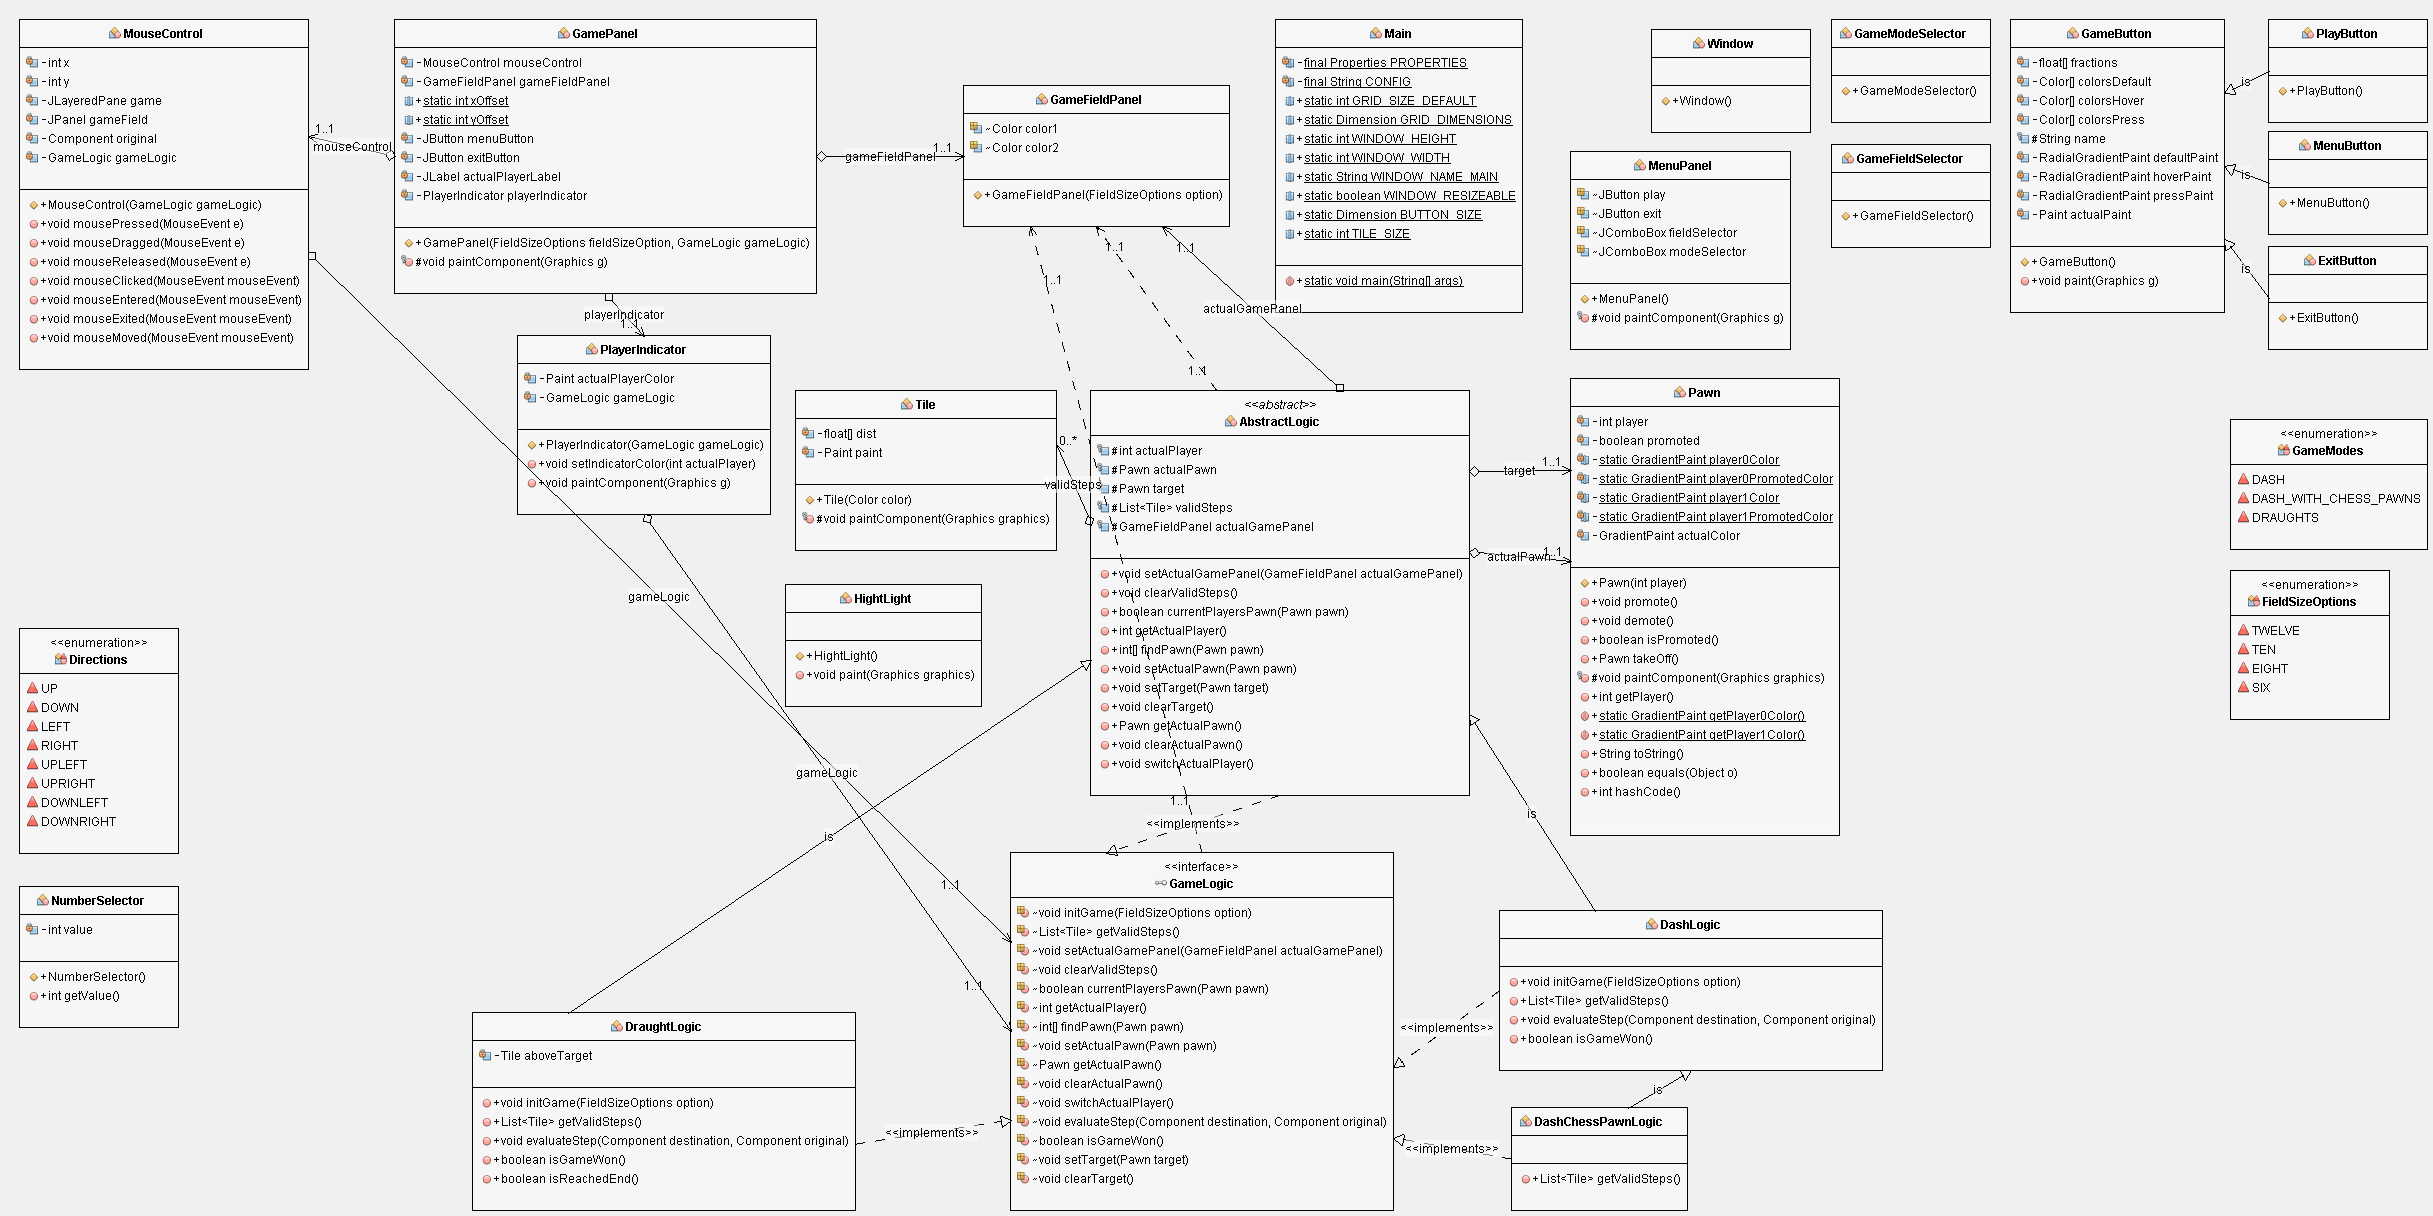 MouseControl
- int x
- int y
- JLayeredPane game
- JPanel gameField
- Component original
- GameLogic gameLogic
+ MouseControl(GameLogic gameLogic)
+ void mousePressed(MouseEvent e)
+ void mouseDragged(MouseEvent e)
+ void mouseReleased(MouseEvent e)
+ void mouseClicked(MouseEvent mouseEvent)
+ void mouseEntered(MouseEvent mouseEvent)
+ void mouseExited(MouseEvent mouseEvent)
+ void mouseMoved(MouseEvent mouseEvent)
1..1
mouseControl
GamePanel
- MouseControl mouseControl
- GameFieldPanel gameFieldPanel
+ static int xOffset
+ static int yOffset
- JButton menuButton
- JButton exitButton
- JLabel actualPlayerLabel
- PlayerIndicator playerIndicator
+ GamePanel(FieldSizeOptions fieldSizeOption, GameLogic gameLogic)
# void paintComponent(Graphics g)
gameFieldPanel
1..1
playerIndicator
1..1
GameFieldPanel
~ Color color1
~ Color color2
+ GameFieldPanel(FieldSizeOptions option)
1..1
1..1
1..1
actualGamePanel
1..1
Main
- final Properties PROPERTIES
- final String CONFIG
+ static int GRID_SIZE_DEFAULT
+ static Dimension GRID_DIMENSIONS
+ static int WINDOW_HEIGHT
+ static int WINDOW_WIDTH
+ static String WINDOW_NAME_MAIN
+ static boolean WINDOW_RESIZEABLE
+ static Dimension BUTTON_SIZE
+ static int TILE_SIZE
+ static void main(String[] args)
Window
+ Window()
GameModeSelector
+ GameModeSelector()
GameFieldSelector
+ GameFieldSelector()
MenuPanel
~ JButton play
~ JButton exit
~ JComboBox fieldSelector
~ JComboBox modeSelector
+ MenuPanel()
# void paintComponent(Graphics g)
GameButton
- float[] fractions
- Color[] colorsDefault
- Color[] colorsHover
- Color[] colorsPress
# String name
- RadialGradientPaint defaultPaint
- RadialGradientPaint hoverPaint
- RadialGradientPaint pressPaint
- Paint actualPaint
+ GameButton()
+ void paint(Graphics g)
is
is
is
PlayButton
+ PlayButton()
MenuButton
+ MenuButton()
ExitButton
+ ExitButton()
PlayerIndicator
- Paint actualPlayerColor
- GameLogic gameLogic
+ PlayerIndicator(GameLogic gameLogic)
+ void setIndicatorColor(int actualPlayer)
+ void paintComponent(Graphics g)
Tile
- float[] dist
- Paint paint
+ Tile(Color color)
# void paintComponent(Graphics graphics)
0..*
validSteps
<<abstract>>
AbstractLogic
# int actualPlayer
# Pawn actualPawn
# Pawn target
# List<Tile> validSteps
# GameFieldPanel actualGamePanel
+ void setActualGamePanel(GameFieldPanel actualGamePanel)
+ void clearValidSteps()
+ boolean currentPlayersPawn(Pawn pawn)
+ int getActualPlayer()
+ int[] findPawn(Pawn pawn)
+ void setActualPawn(Pawn pawn)
+ void setTarget(Pawn target)
+ void clearTarget()
+ Pawn getActualPawn()
+ void clearActualPawn()
+ void switchActualPlayer()
target
1..1
actualPawn
1..1
Pawn
- int player
- boolean promoted
- static GradientPaint player0Color
- static GradientPaint player0PromotedColor
- static GradientPaint player1Color
- static GradientPaint player1PromotedColor
- GradientPaint actualColor
+ Pawn(int player)
+ void promote()
+ void demote()
+ boolean isPromoted()
+ Pawn takeOff()
# void paintComponent(Graphics graphics)
+ int getPlayer()
+ static GradientPaint getPlayer0Color()
+ static GradientPaint getPlayer1Color()
+ String toString()
+ boolean equals(Object o)
+ int hashCode()
<<enumeration>>
GameModes
DASH
DASH_WITH_CHESS_PAWNS
DRAUGHTS
<<enumeration>>
FieldSizeOptions
TWELVE
TEN
EIGHT
SIX
HightLight
+ HightLight()
+ void paint(Graphics graphics)
gameLogic
gameLogic
<<enumeration>>
Directions
UP
DOWN
LEFT
RIGHT
UPLEFT
UPRIGHT
DOWNLEFT
DOWNRIGHT
NumberSelector
- int value
+ NumberSelector()
+ int getValue()
is
1..1
<<implements>>
is
1..1
1..1
<<interface>>
GameLogic
~ void initGame(FieldSizeOptions option)
~ List<Tile> getValidSteps()
~ void setActualGamePanel(GameFieldPanel actualGamePanel)
~ void clearValidSteps()
~ boolean currentPlayersPawn(Pawn pawn)
~ int getActualPlayer()
~ int[] findPawn(Pawn pawn)
~ void setActualPawn(Pawn pawn)
~ Pawn getActualPawn()
~ void clearActualPawn()
~ void switchActualPlayer()
~ void evaluateStep(Component destination, Component original)
~ boolean isGameWon()
~ void setTarget(Pawn target)
~ void clearTarget()
DraughtLogic
- Tile aboveTarget
+ void initGame(FieldSizeOptions option)
+ List<Tile> getValidSteps()
+ void evaluateStep(Component destination, Component original)
+ boolean isGameWon()
+ boolean isReachedEnd()
<<implements>>
DashLogic
+ void initGame(FieldSizeOptions option)
+ List<Tile> getValidSteps()
+ void evaluateStep(Component destination, Component original)
+ boolean isGameWon()
<<implements>>
is
DashChessPawnLogic
+ List<Tile> getValidSteps()
<<implements>>